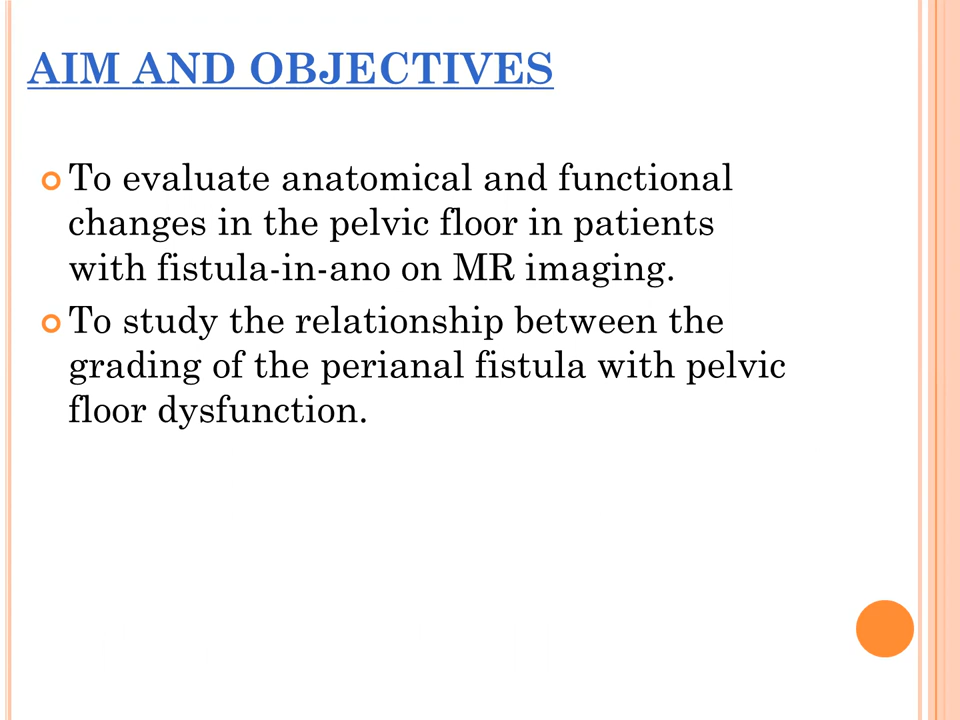 AIM AND OBJECTIVES
To evaluate anatomical and functional
changes in the pelvic floor in patients
with fistula-in-ano on MR imaging.
To study the relationship between the
grading of the perianal fistula with pelvic
floor dysfunction.